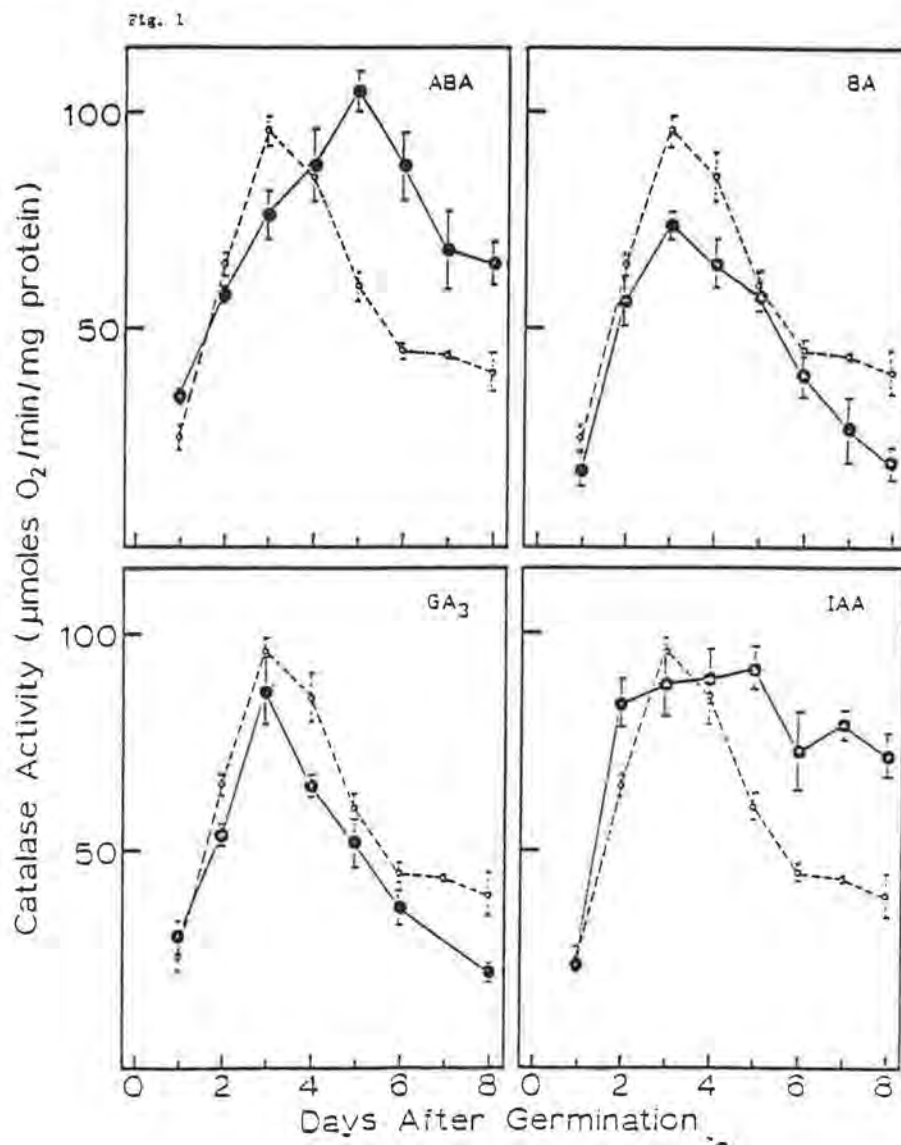 Fig. 1
ABA
BA
100
50
GA₃
IAA
100
50
Catalase Activity (µmoles O₂/min/mg protein)
0 2 4 6 8 0 2 4 6 8
Days After Germination